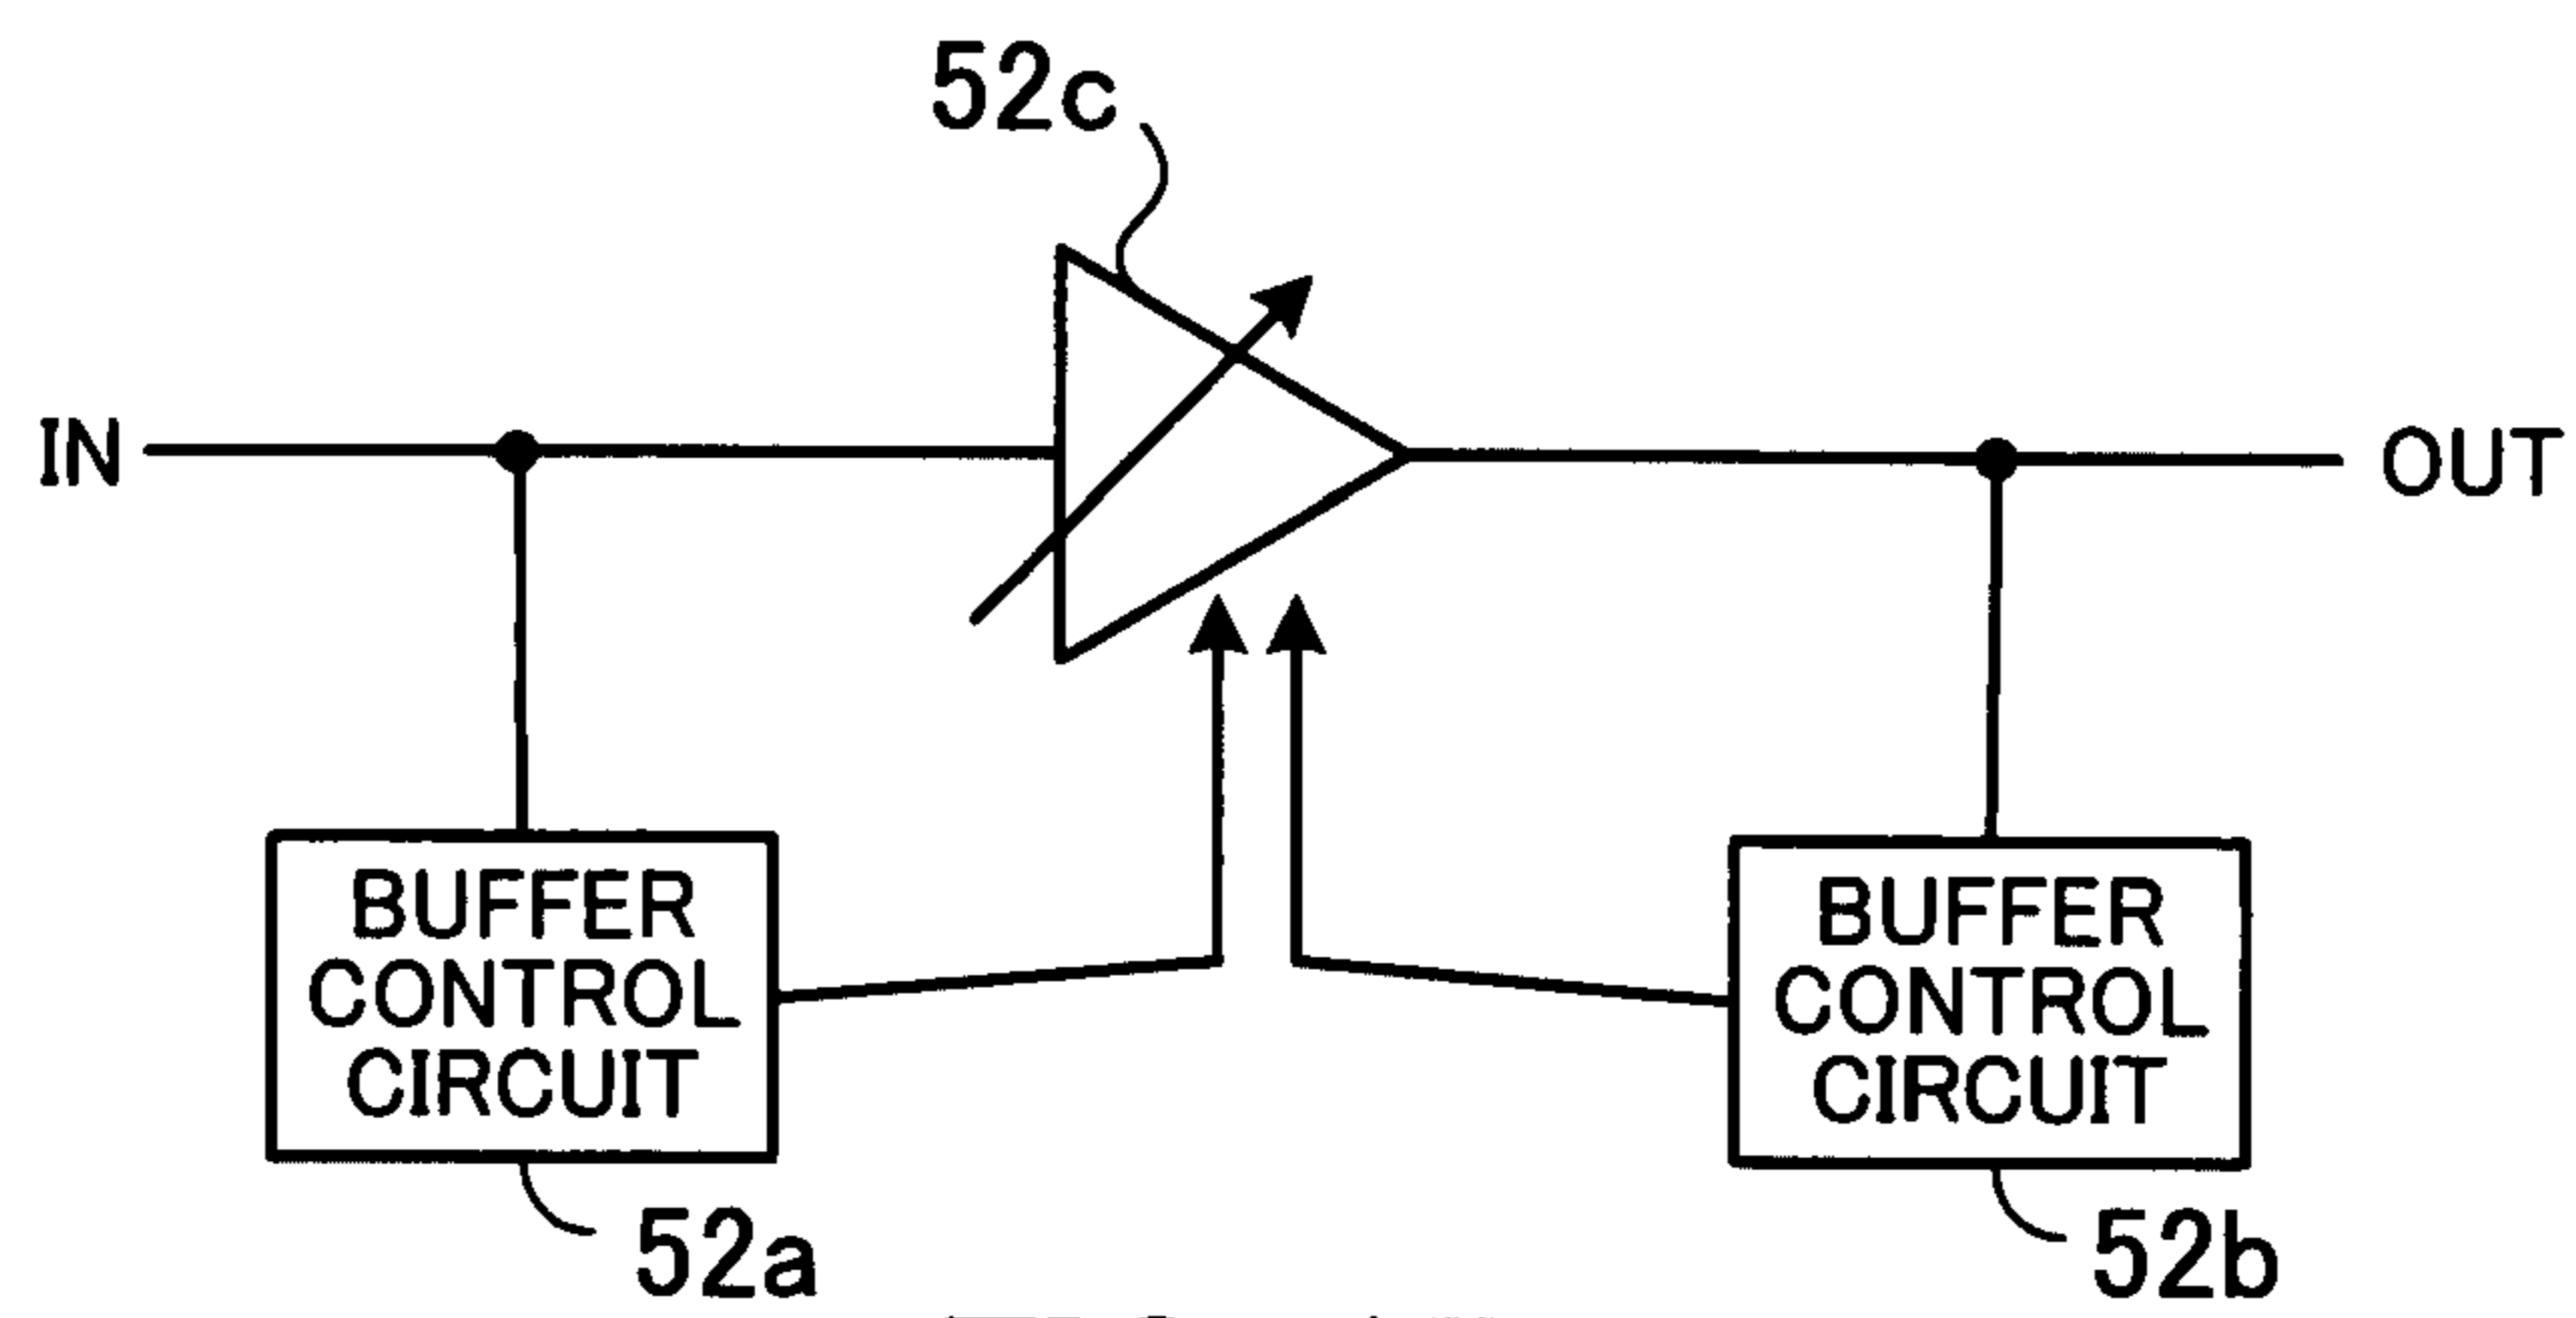 52c
IN
OUT
BUFFER
CONTROL
CIRCUIT
BUFFER
CONTROL
CIRCUIT
52a
52b